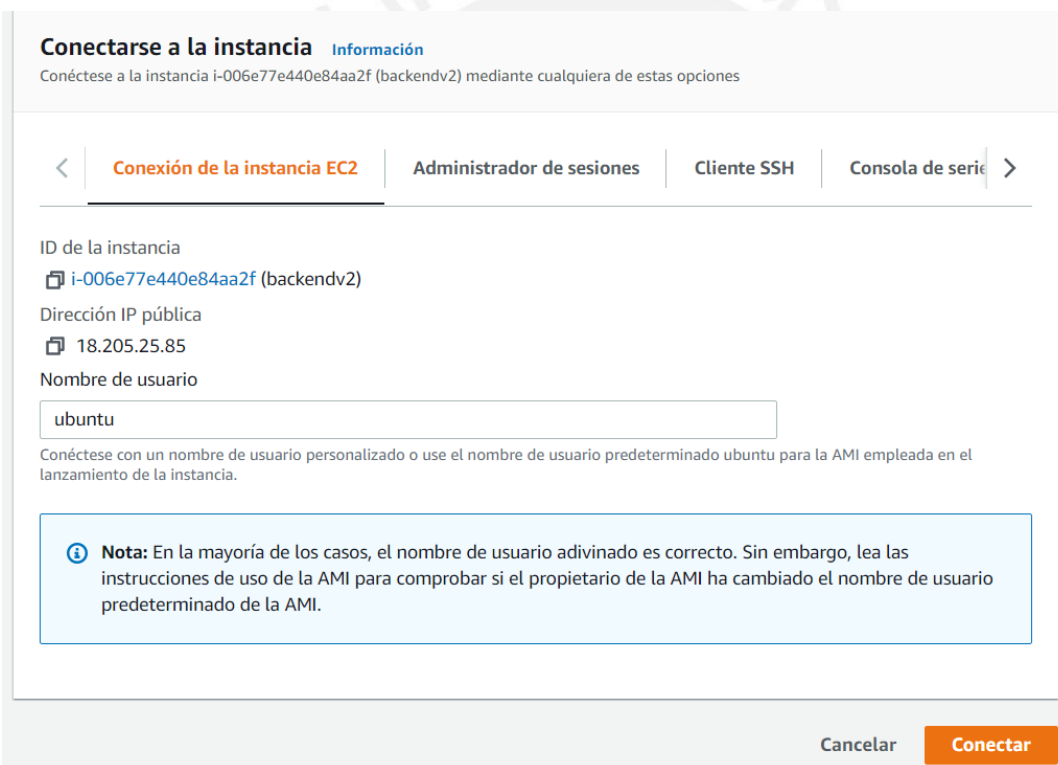 Conectarse a la instancia Información
Conéctese a la instancia i-006e77e440e84aa2f (backendv2) mediante cualquiera de estas opciones
Conexión de la instancia EC2 Administrador de sesiones Cliente SSH Consola de serie
ID de la instancia
i-006e77e440e84aa2f (backendv2)
Dirección IP pública
18.205.25.85
Nombre de usuario
ubuntu
Conéctese con un nombre de usuario personalizado o use el nombre de usuario predeterminado ubuntu para la AMI empleada en el
lanzamiento de la instancia.
Nota: En la mayoría de los casos, el nombre de usuario adivinado es correcto. Sin embargo, lea las
instrucciones de uso de la AMI para comprobar si el propietario de la AMI ha cambiado el nombre de usuario
predeterminado de la AMI.
Cancelar Conectar